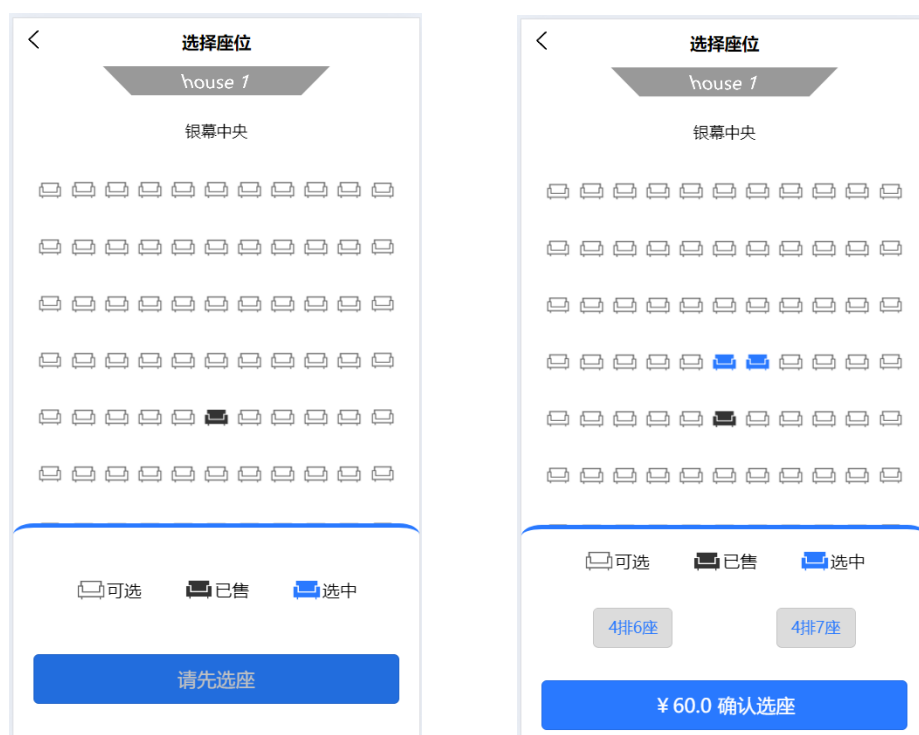 选择座位
house 1
银幕中央
可选 已售 选中
请先选座
选择座位
house 1
银幕中央
可选 已售 选中
4排6座 4排7座
¥ 60.0 确认选座